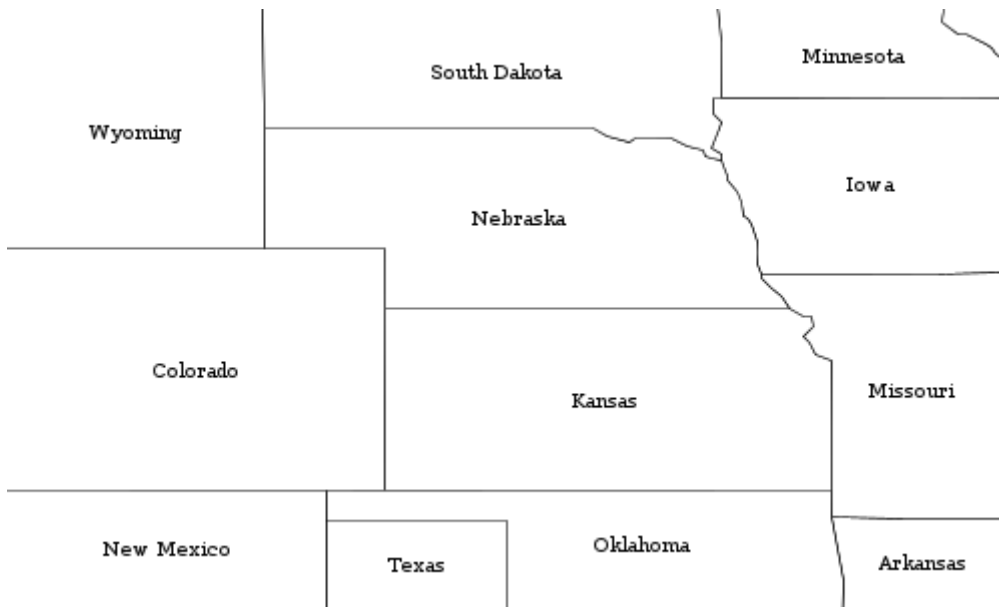 Minnesota
South Dakota
Wyoming
Iowa
Nebraska
Colorado
Missouri
Kansas
New Mexico
Oklahoma
Texas
Arkansas